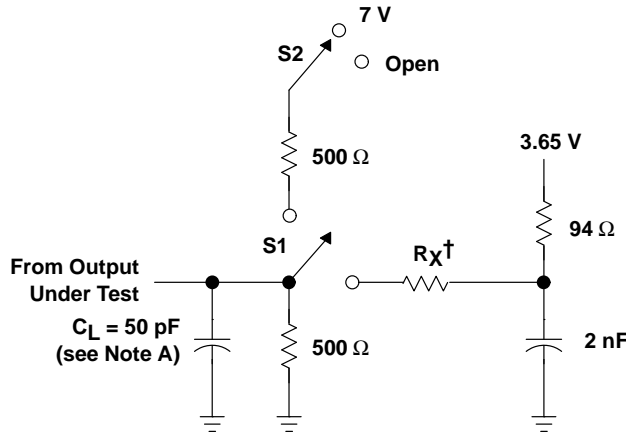 7 V
S2
Open
500 Ω
3.65 V
S1
RX†
94 Ω
From Output
Under Test
CL = 50 pF
(see Note A)
500 Ω
2 nF